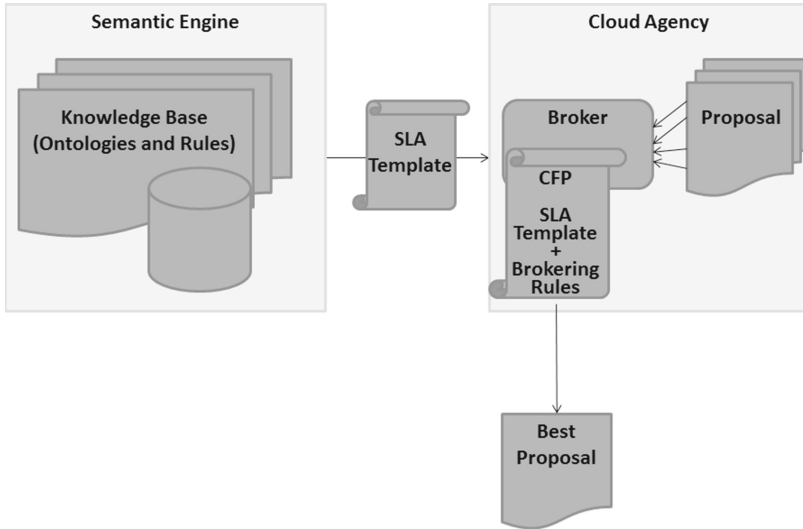 Semantic Engine
Knowledge Base
(Ontologies and Rules)
SLA
Template
Cloud Agency
Broker
Proposal
CFP
SLA
Template
+
Brokering
Rules
Best
Proposal